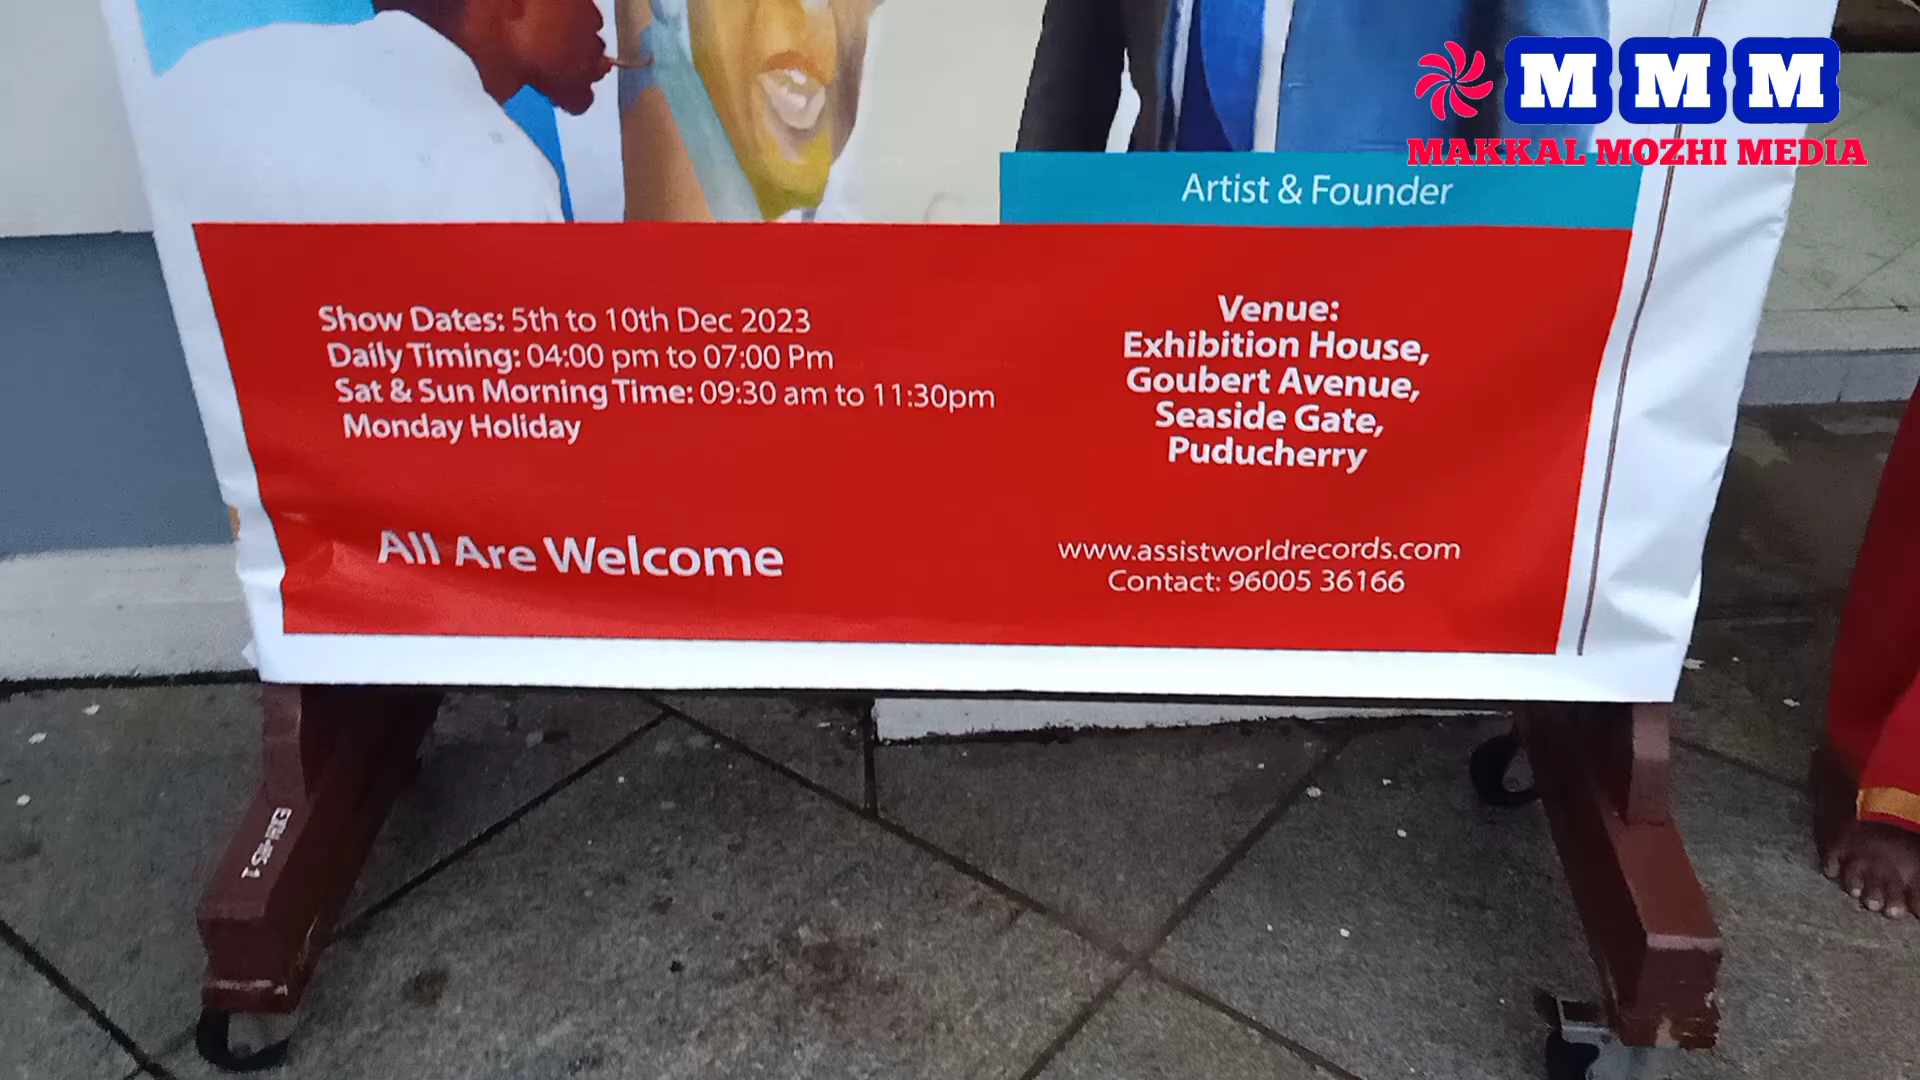 MMM
MAKKAL MOZHI MEDIA
Artist & Founder
Show Dates: 5th to 10th Dec 2023
Daily Timing: 04:00 pm to 07:00 Pm
Sat & Sun Morning Time: 09:30 am to 11:30pm
Monday Holiday
All Are Welcome
Venue:
Exhibition House,
Goubert Avenue,
Seaside Gate,
Puducherry
www.assistworldrecords.com
Contact: 96005 36166